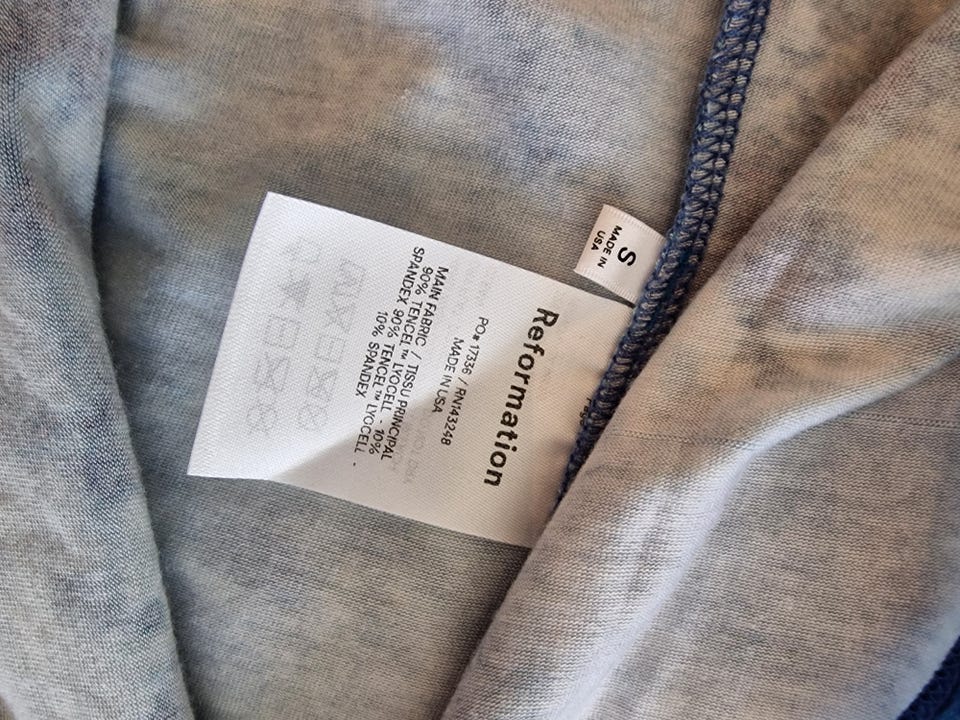 S
MADE IN
USA
Reformation
PO# 17336 / RN143248
MADE IN USA
MAIN FABRIC / TISSU PRINCIPAL
90% TENCEL™ LYOCELL - 10%
SPANDEX 90% TENCEL™ LYOCELL -
10% SPANDEX